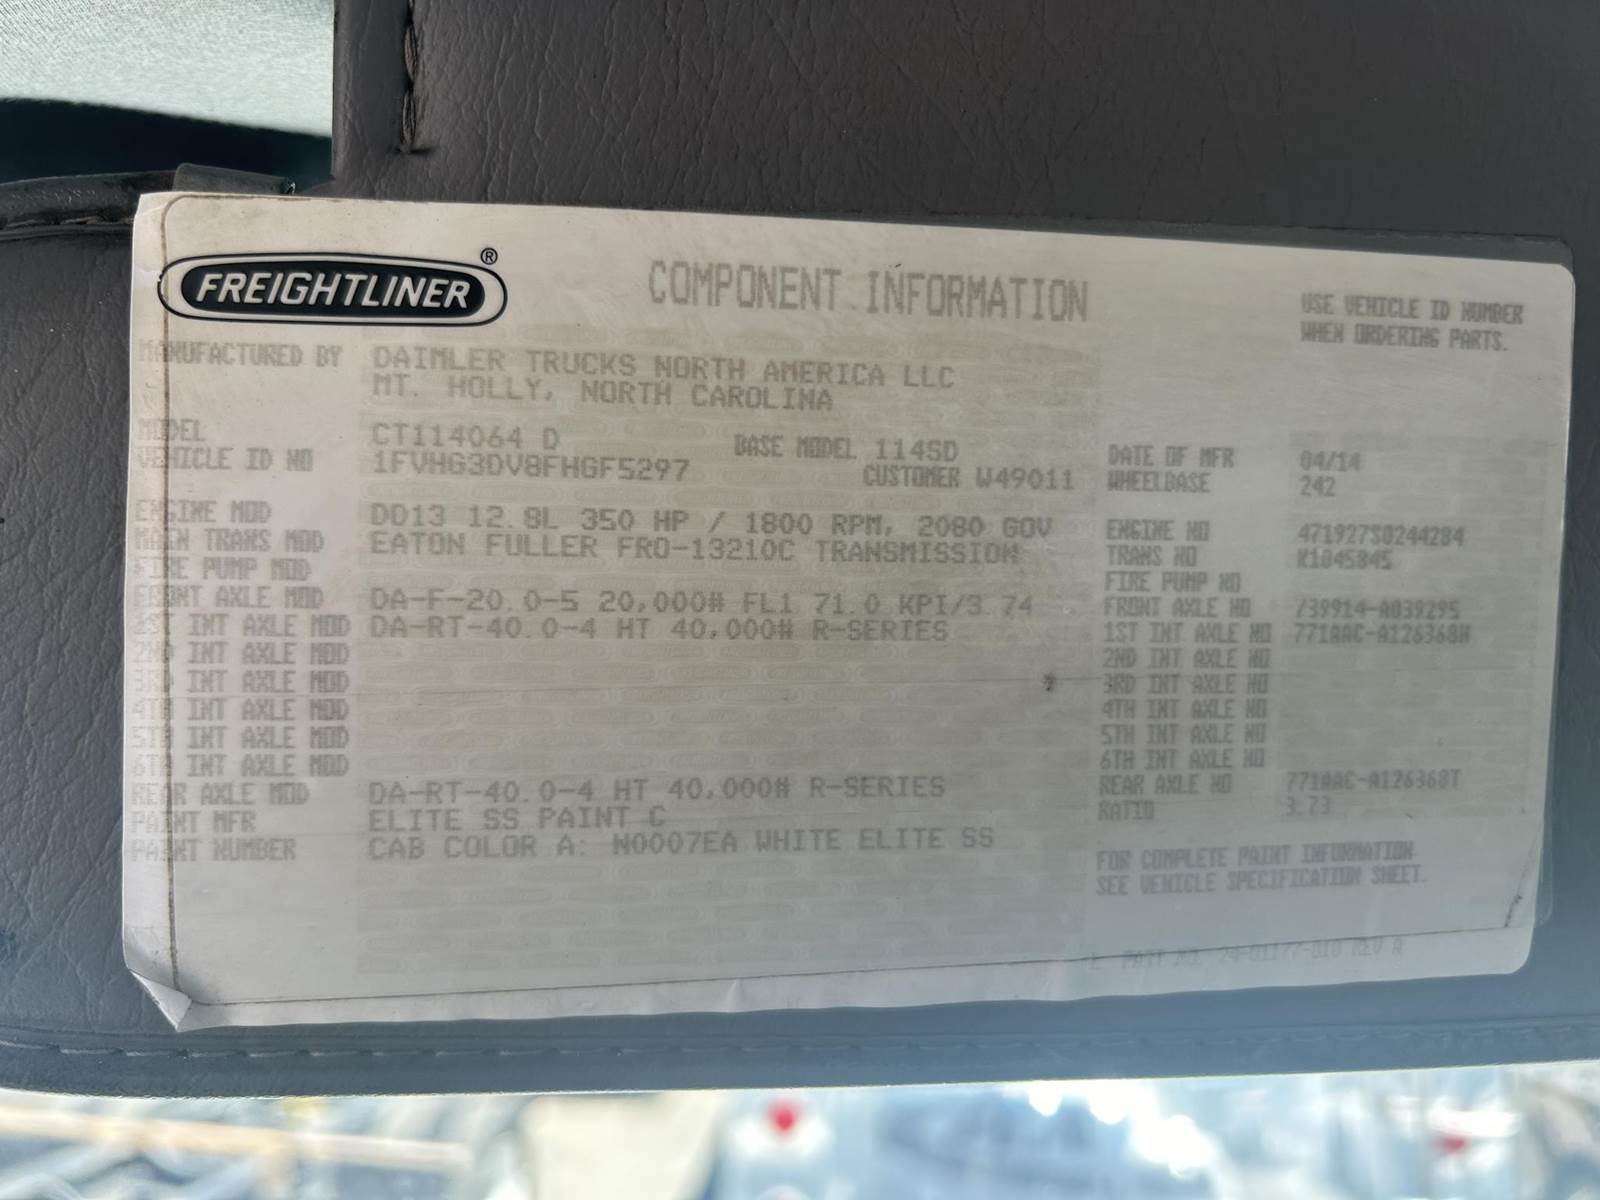 FREIGHTLINER®
COMPONENT INFORMATION
USE VEHICLE ID NUMBER
WHEN ORDERING PARTS.
MANUFACTURED BY DAIMLER TRUCKS NORTH AMERICA LLC
MT. HOLLY, NORTH CAROLINA
MODEL CT114064 D BASE MODEL 114SD
VEHICLE ID NO 1FVHG3DV8FHGF5297 CUSTOMER W49011
DATE OF MFR 04/14
WHEELBASE 242
ENGINE MOD DD13 12.8L 350 HP / 1800 RPM, 2080 GOV
MAIN TRANS MOD EATON FULLER FRO-13210C TRANSMISSION
FIRE PUMP MOD
FRONT AXLE MOD DA-F-20.0-5 20,000# FL1 71.0 KPI/3.74
1ST INT AXLE MOD DA-RT-40.0-4 HT 40,000# R-SERIES
2ND INT AXLE MOD
3RD INT AXLE MOD
4TH INT AXLE MOD
5TH INT AXLE MOD
6TH INT AXLE MOD
REAR AXLE MOD DA-RT-40.0-4 HT 40,000# R-SERIES
PAINT MFR ELITE SS PAINT C
PAINT NUMBER CAB COLOR A: N0007EA WHITE ELITE SS
ENGINE NO 471927S0244284
TRANS NO K1045845
FIRE PUMP NO
FRONT AXLE NO 739914-A039295
1ST INT AXLE NO 771AAC-A126368H
2ND INT AXLE NO
3RD INT AXLE NO
4TH INT AXLE NO
5TH INT AXLE NO
6TH INT AXLE NO
REAR AXLE NO 771AAC-A126368T
RATIO 3.73
FOR COMPLETE PAINT INFORMATION
SEE VEHICLE SPECIFICATION SHEET.
PART NO. 24-01177-010 REV A